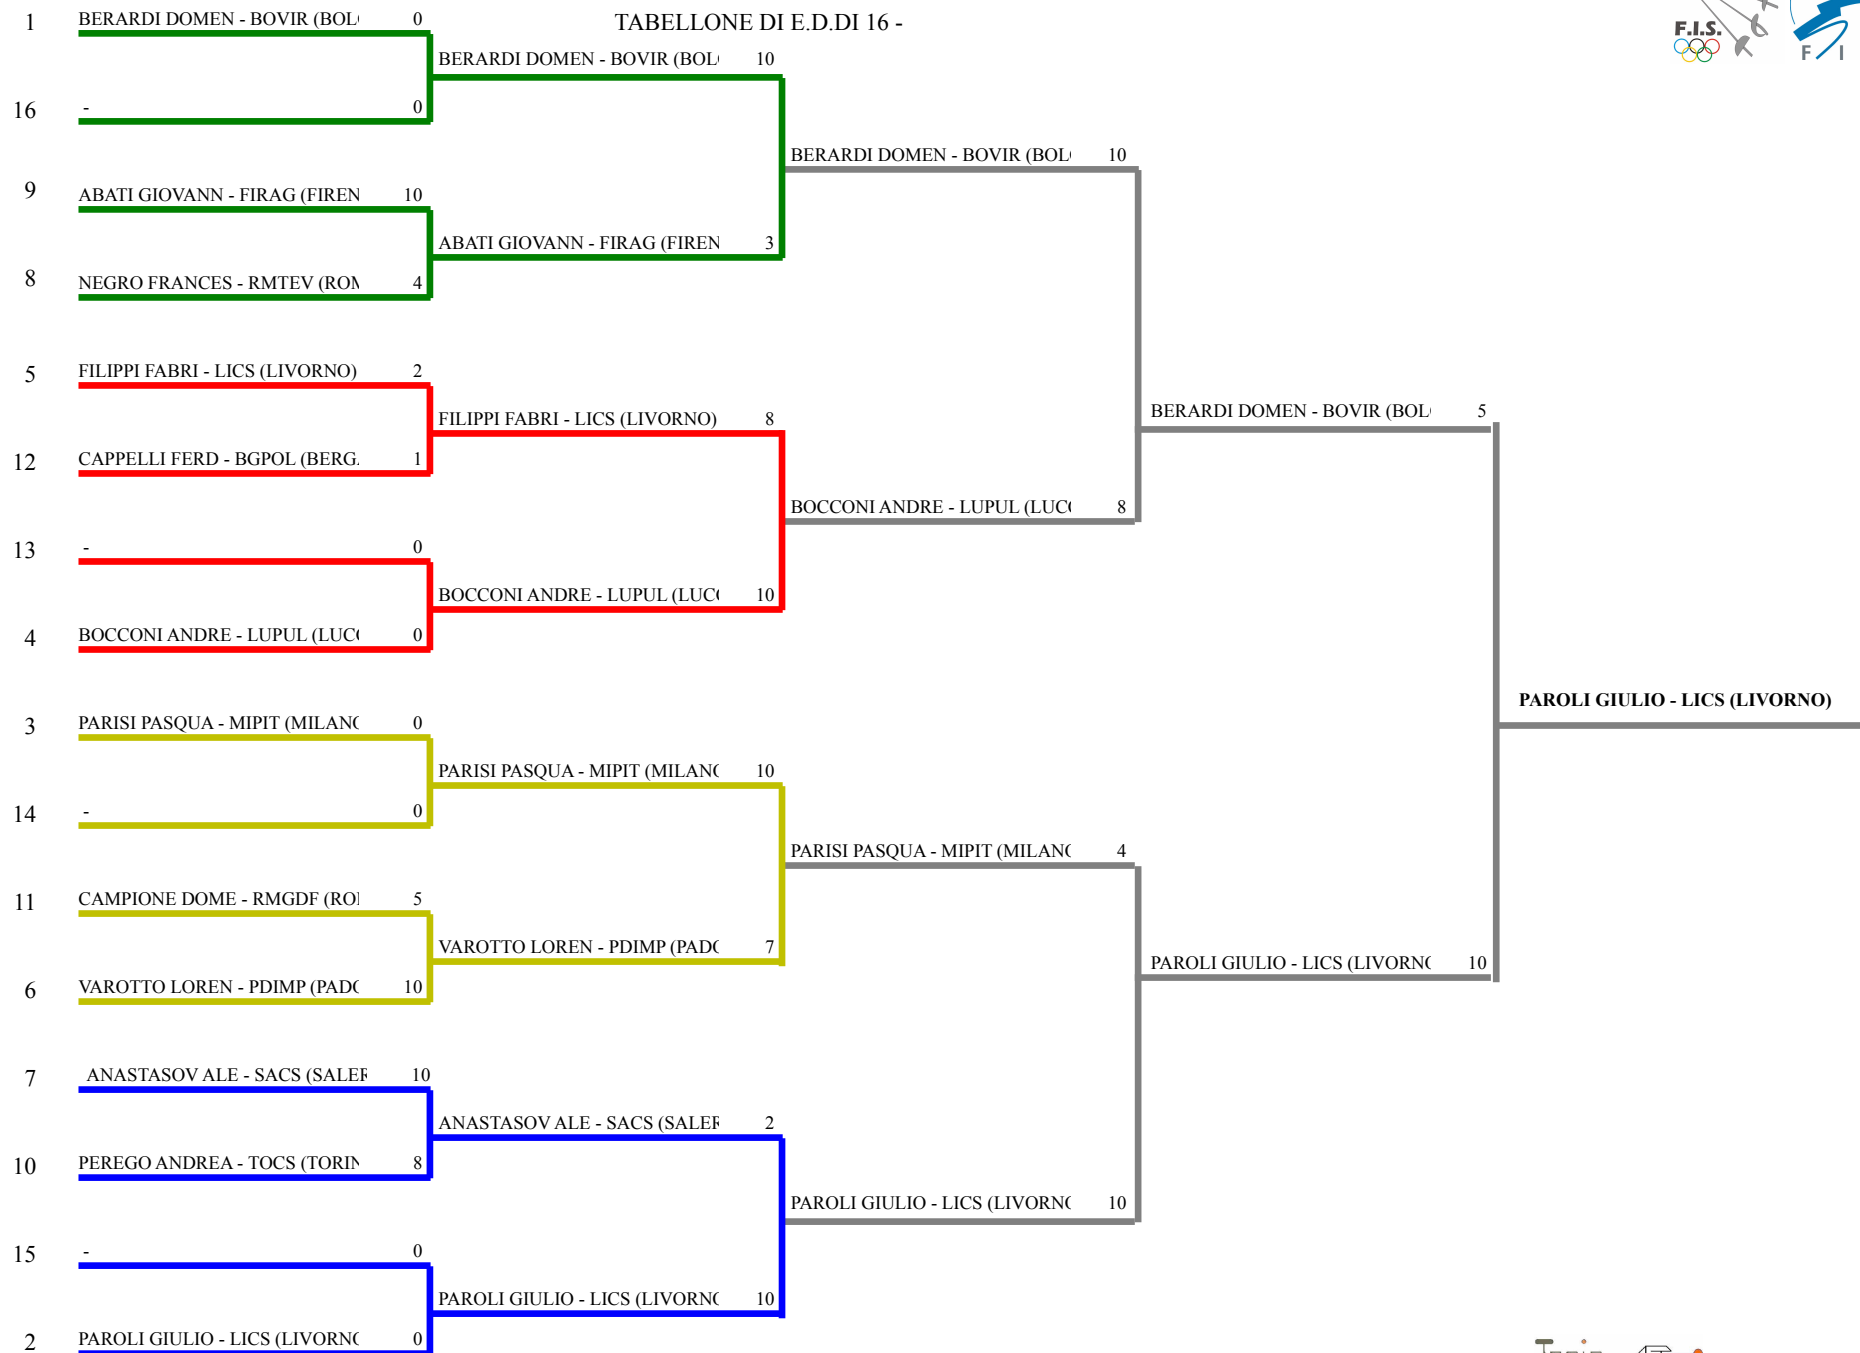 TABELLONE DI E.D.DI 16 -
F.I.S.
F I
1 BERARDI DOMEN - BOVIR (BOL 0
BERARDI DOMEN - BOVIR (BOL 10
16 - 0
BERARDI DOMEN - BOVIR (BOL 10
9 ABATI GIOVANN - FIRAG (FIREN 10
ABATI GIOVANN - FIRAG (FIREN 3
8 NEGRO FRANCES - RMTEV (ROM 4
5 FILIPPI FABRI - LICS (LIVORNO) 2
BERARDI DOMEN - BOVIR (BOL 5
FILIPPI FABRI - LICS (LIVORNO) 8
12 CAPPELLI FERD - BGPOL (BERG. 1
BOCCONI ANDRE - LUPUL (LUC 8
13 - 0
BOCCONI ANDRE - LUPUL (LUC 10
4 BOCCONI ANDRE - LUPUL (LUC 0
PAROLI GIULIO - LICS (LIVORNO)
3 PARISI PASQUA - MIPIT (MILAN 0
PARISI PASQUA - MIPIT (MILAN 10
14 - 0
PARISI PASQUA - MIPIT (MILAN 4
11 CAMPIONE DOME - RMGDF (RO 5
VAROTTO LOREN - PDIMP (PAD 7
PAROLI GIULIO - LICS (LIVORN 10
6 VAROTTO LOREN - PDIMP (PAD 10
7 ANASTASOV ALE - SACS (SALER 10
ANASTASOV ALE - SACS (SALER 2
10 PEREGO ANDREA - TOCS (TORIN 8
PAROLI GIULIO - LICS (LIVORN 10
15 - 0
PAROLI GIULIO - LICS (LIVORN 10
2 PAROLI GIULIO - LICS (LIVORN 0